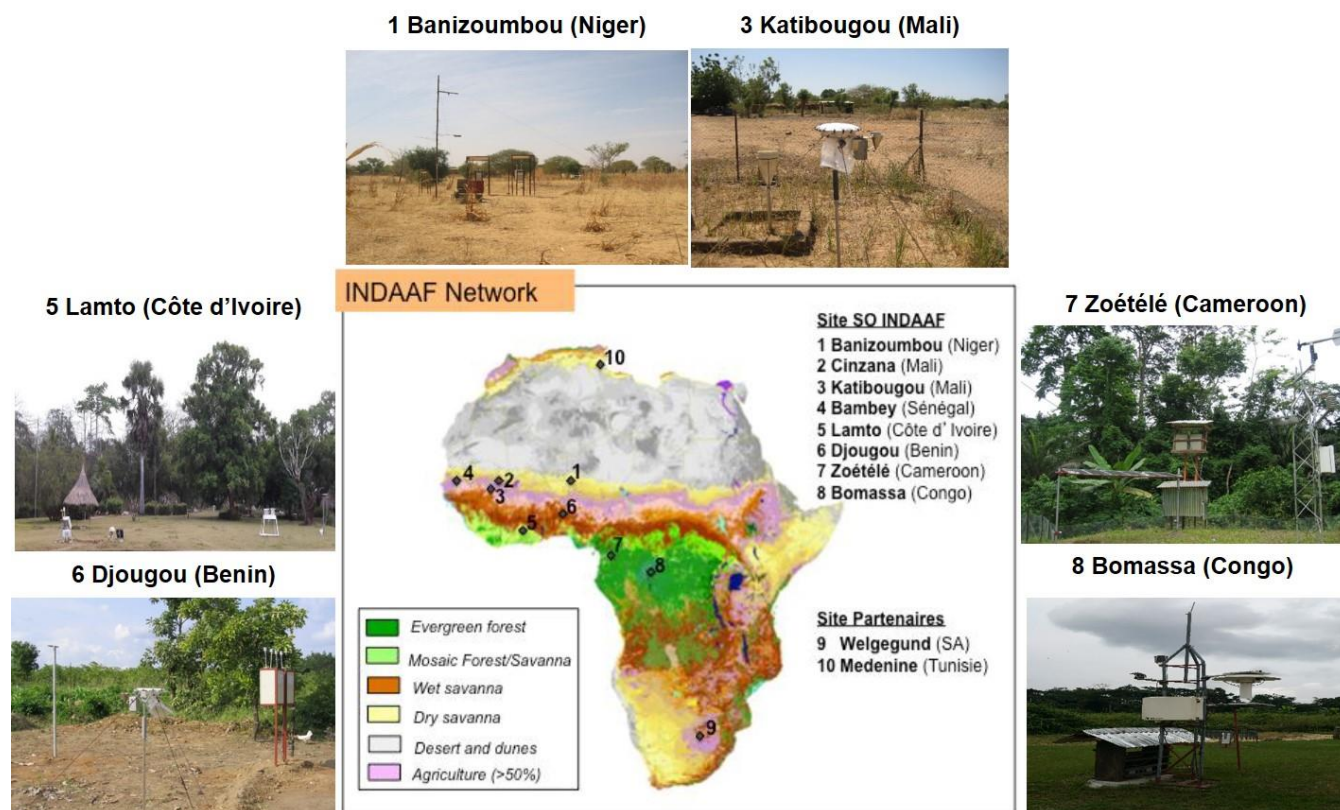 1 Banizoumbou (Niger)
3 Katibougou (Mali)
5 Lamto (Côte d'Ivoire)
INDAAF Network
7 Zoétélé (Cameroon)
Site SO INDAAF
1 Banizoumbou (Niger)
2 Cinzana (Mali)
3 Katibougou (Mali)
4 Bambey (Sénégal)
5 Lamto (Côte d' Ivoire)
6 Djougou (Benin)
7 Zoétélé (Cameroon)
8 Bomassa (Congo)
10
4
2
1
3
5
6
7
8
9
6 Djougou (Benin)
8 Bomassa (Congo)
Evergreen forest
Mosaic Forest/Savanna
Wet savanna
Dry savanna
Desert and dunes
Agriculture (>50%)
Site Partenaires
9 Welgegund (SA)
10 Medenine (Tunisie)